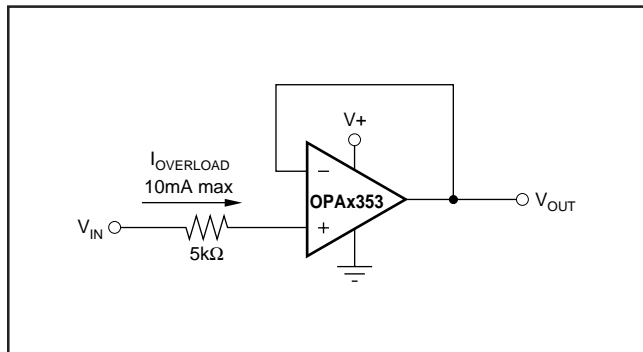 V+
I_OVERLOAD
10mA max
−
OPAx353
V_OUT
V_IN
+
5kΩ